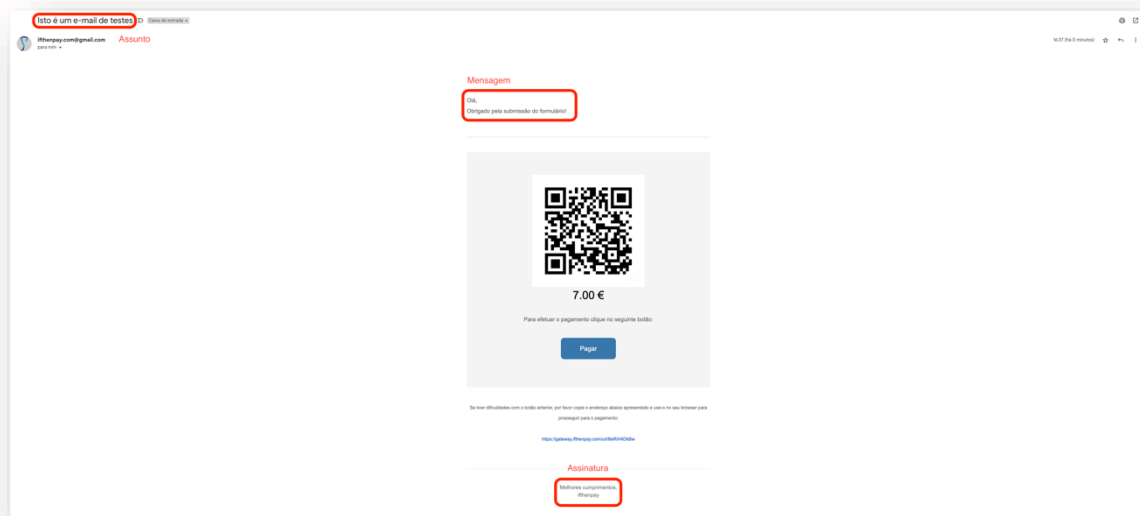 Isto é um e-mail de testes
Caixa de entrada x
ifthenpay.com@gmail.com
Assunto
para mim
14:37 (há 0 minutos)
Mensagem
Olá,
Obrigado pela submissão do formulário!
7.00 €
Para efetuar o pagamento clique no seguinte botão:
Pagar
Se tiver dificuldades com o botão anterior, por favor copie o endereço abaixo apresentado e use-o no seu browser para
prosseguir para o pagamento.
Assinatura
Melhores cumprimentos,
ifthenpay